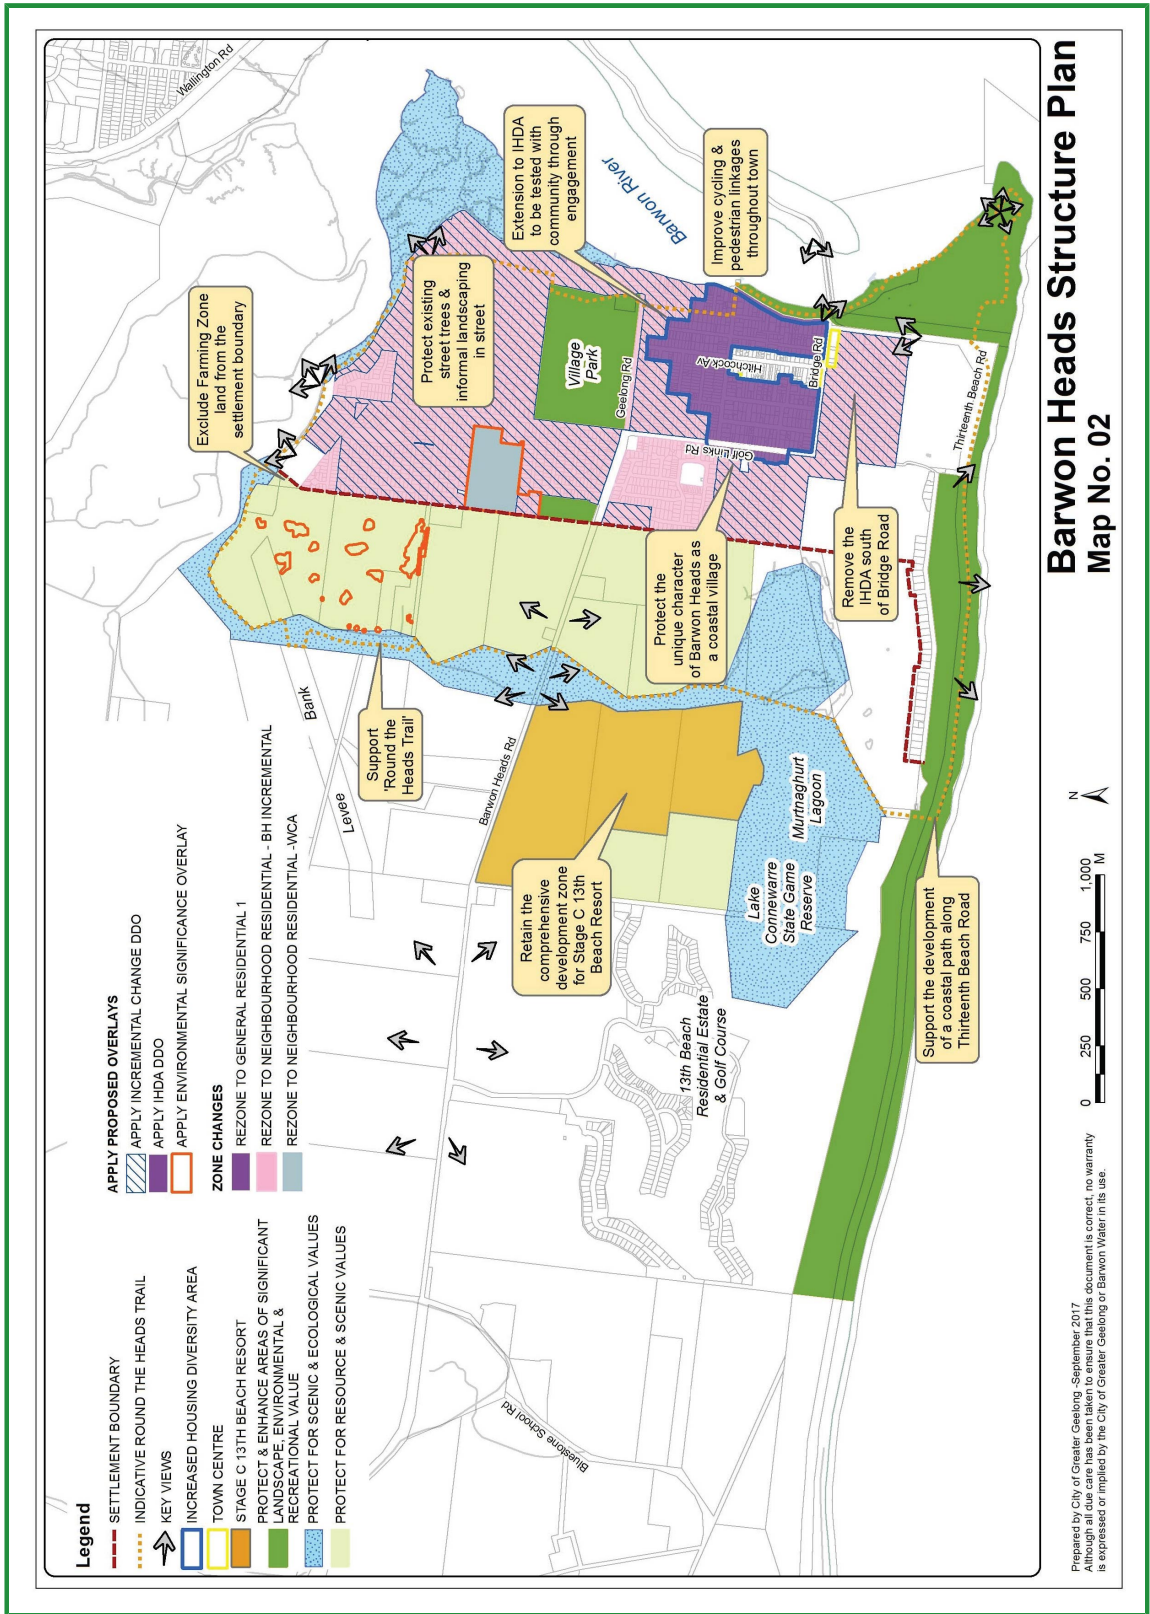 Barwon Heads Structure Plan
Map No. 02
Legend
SETTLEMENT BOUNDARY
INDICATIVE ROUND THE HEADS TRAIL
KEY VIEWS
INCREASED HOUSING DIVERSITY AREA
TOWN CENTRE
STAGE C 13TH BEACH RESORT
PROTECT & ENHANCE AREAS OF SIGNIFICANT
LANDSCAPE, ENVIRONMENTAL &
RECREATIONAL VALUE
PROTECT FOR SCENIC & ECOLOGICAL VALUES
PROTECT FOR RESOURCE & SCENIC VALUES
APPLY PROPOSED OVERLAYS
APPLY INCREMENTAL CHANGE DDO
APPLY IHDA DDO
APPLY ENVIRONMENTAL SIGNIFICANCE OVERLAY
ZONE CHANGES
REZONE TO GENERAL RESIDENTIAL 1
REZONE TO NEIGHBOURHOOD RESIDENTIAL - BH INCREMENTAL
REZONE TO NEIGHBOURHOOD RESIDENTIAL -WCA
Wallington Rd
Exclude Farming Zone
land from the
settlement boundary
Protect existing
street trees &
informal landscaping
in street
Extension to IHDA
to be tested with
community through
engagement
Barwon River
Improve cycling &
pedestrian linkages
throughout town
Village
Park
Geelong Rd
Hitchcock Av
Bridge Rd
Golf Links Rd
Thirteenth Beach Rd
Support
'Round the
Heads Trail'
Levee
Bank
Barwon Heads Rd
Protect the
unique character
of Barwon Heads as
a coastal village
Remove the
IHDA south
of Bridge Road
Retain the
comprehensive
development zone
for Stage C 13th
Beach Resort
Murtnaghurt
Lagoon
Lake
Connewarre
State Game
Reserve
13th Beach
Residential Estate
& Golf Course
Support the development
of a coastal path along
Thirteenth Beach Road
Bluestone School Rd
N
0 250 500 750 1,000
M
Prepared by City of Greater Geelong -September 2017
Although all due care has been taken to ensure that this document is correct, no warranty
is expressed or implied by the City of Greater Geelong or Barwon Water in its use.